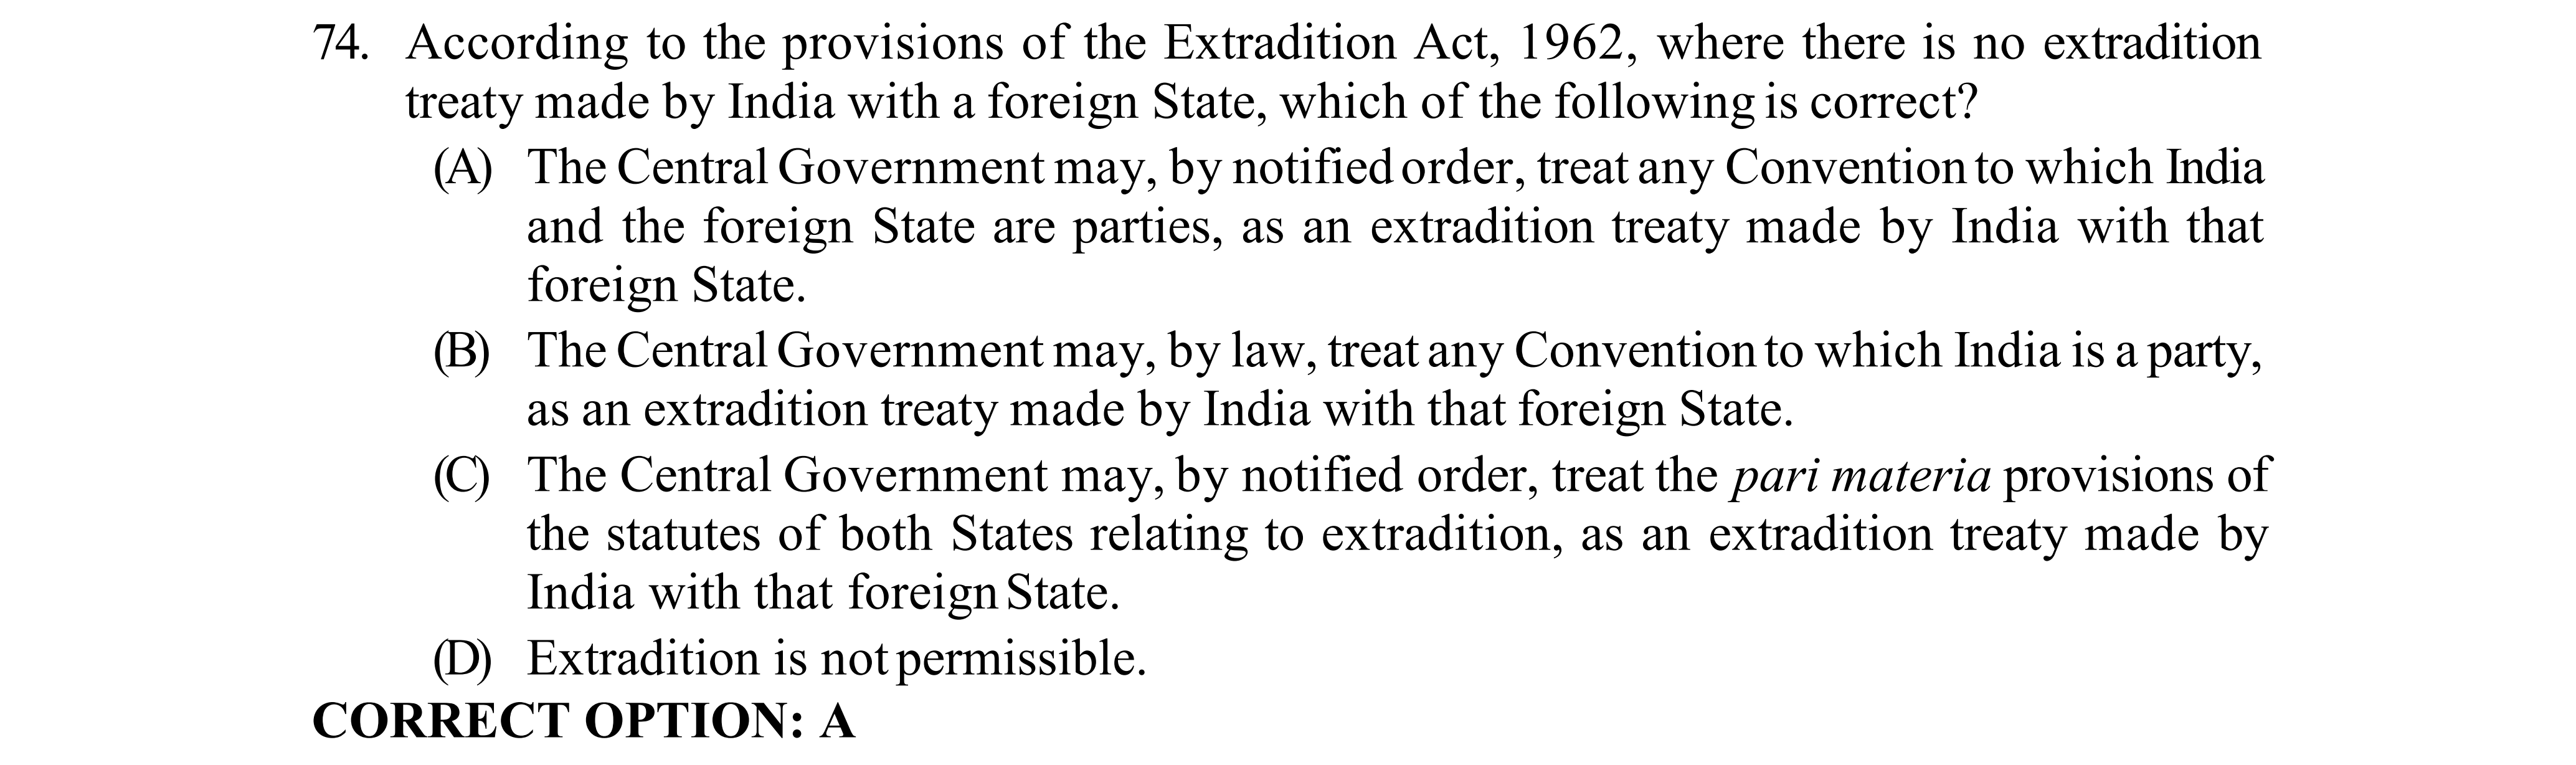 74. According to the provisions of the Extradition Act, 1962, where there is no extradition
treaty made by India with a foreign State, which of the following is correct?
(A) The Central Government may, by notified order, treat any Convention to which India
and the foreign State are parties, as an extradition treaty made by India with that
foreign State.
(B) The Central Government may, by law, treat any Convention to which India is a party,
as an extradition treaty made by India with that foreign State.
(C) The Central Government may, by notified order, treat the pari materia provisions of
the statutes of both States relating to extradition, as an extradition treaty made by
India with that foreign State.
(D) Extradition is not permissible.
CORRECT OPTION: A